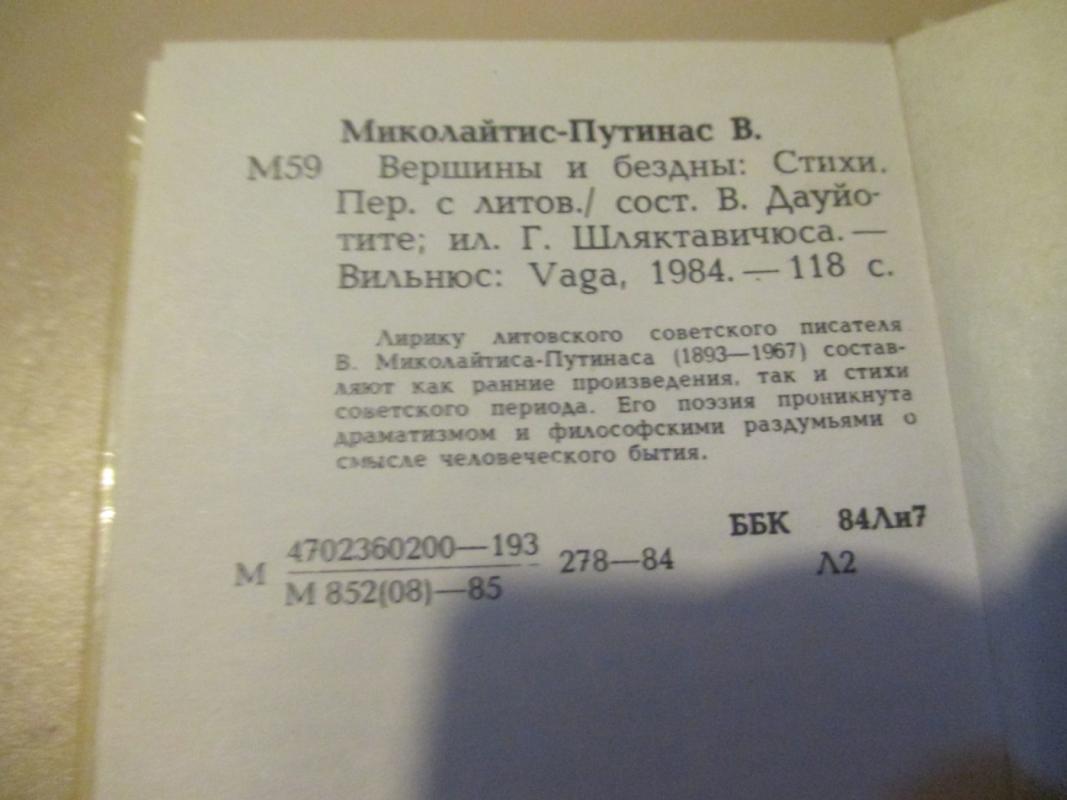 Миколайтис-Путинас В.
М59 Вершины и бездны: Стихи.
Пер. с литов./ сост. В. Дауйо-
тите; ил. Г. Шляктавичюса. —
Вильнюс: Vaga, 1984. — 118 с.
Лирику литовского советского писателя
В. Миколайтиса-Путинаса (1893—1967) состав-
ляют как ранние произведения, так и стихи
советского периода. Его поэзия проникнута
драматизмом и философскими раздумьями о
смысле человеческого бытия.
ББК 84Ли7
М 4702360200—193 278—84 Л2
М 852(08)—85